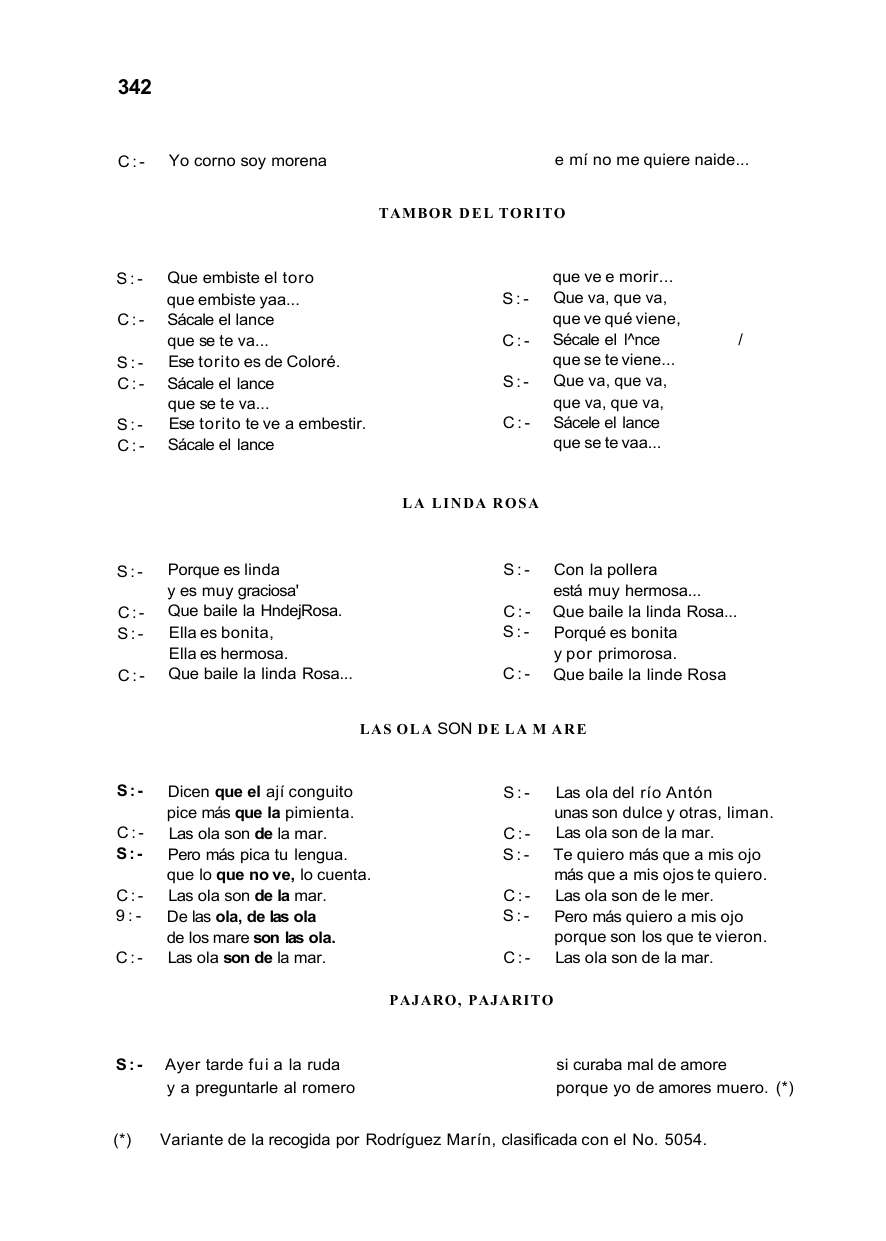 342
C:- Yo corno soy morena
e mí no me quiere naide...
TAMBOR DEL TORITO
S:- Que embiste el toro
que embiste yaa...
C:- Sácale el lance
que se te va...
S:- Ese torito es de Coloré.
C:- Sácale el lance
que se te va...
S:- Ese torito te ve a embestir.
C:- Sácale el lance
que ve e morir...
S:- Que va, que va,
que ve qué viene,
C:- Sécale el l^nce /
que se te viene...
S:- Que va, que va,
que va, que va,
C:- Sácele el lance
que se te vaa...
LA LINDA ROSA
S:- Porque es linda
y es muy graciosa'
C:- Que baile la HndejRosa.
S:- Ella es bonita,
Ella es hermosa.
C:- Que baile la linda Rosa...
S:- Con la pollera
está muy hermosa...
C:- Que baile la linda Rosa...
S:- Porqué es bonita
y por primorosa.
C:- Que baile la linde Rosa
LAS OLA SON DE LA M ARE
S:- Dicen que el ají conguito
pice más que la pimienta.
C:- Las ola son de la mar.
S:- Pero más pica tu lengua.
que lo que no ve, lo cuenta.
C:- Las ola son de la mar.
9:- De las ola, de las ola
de los mare son las ola.
C:- Las ola son de la mar.
S:- Las ola del río Antón
unas son dulce y otras, liman.
C:- Las ola son de la mar.
S:- Te quiero más que a mis ojo
más que a mis ojos te quiero.
C:- Las ola son de le mer.
S:- Pero más quiero a mis ojo
porque son los que te vieron.
C:- Las ola son de la mar.
PAJARO, PAJARITO
S:- Ayer tarde fui a la ruda
y a preguntarle al romero
si curaba mal de amore
porque yo de amores muero. (*)
(*) Variante de la recogida por Rodríguez Marín, clasificada con el No. 5054.